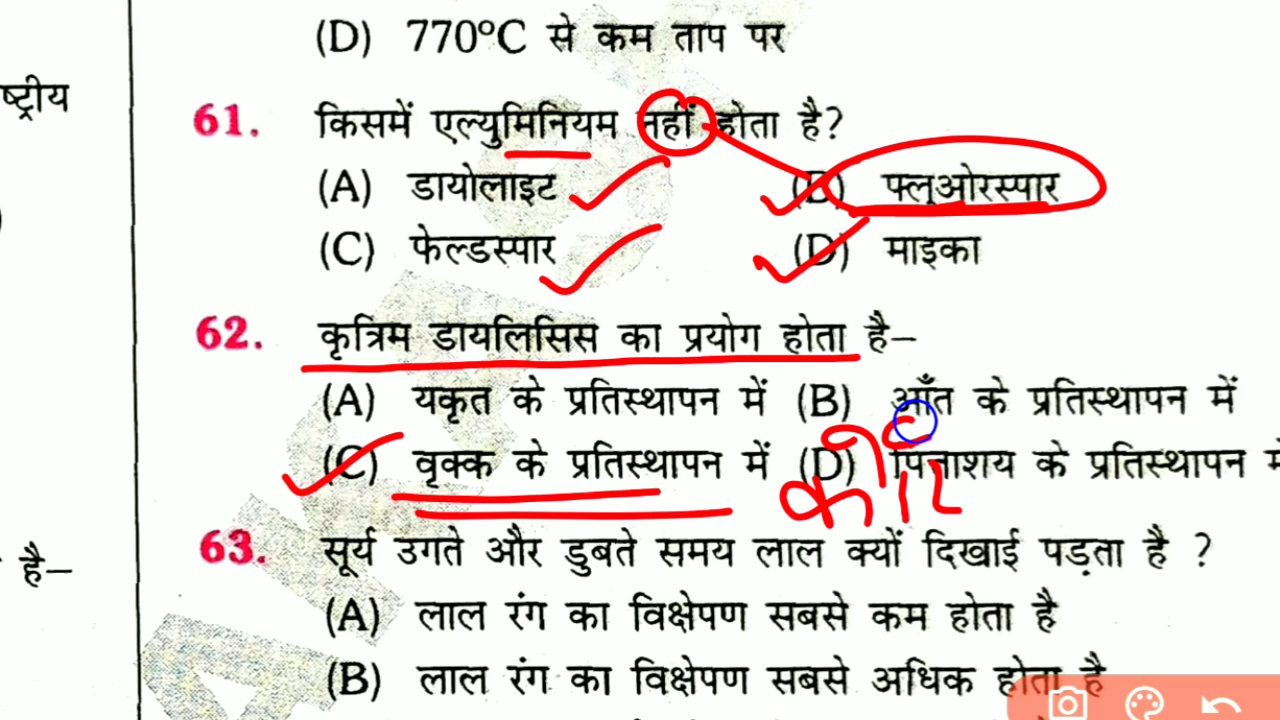 (D) 770°C से कम ताप पर
ष्ट्रीय
61. किसमें एल्युमिनियम नहीं होता है?
(A) डायोलाइट (B) फ्लूओरस्पार
(C) फेल्डस्पार (D) माइका
62. कृत्रिम डायलिसिस का प्रयोग होता है–
(A) यकृत के प्रतिस्थापन में (B) आँत के प्रतिस्थापन में
(C) वृक्क के प्रतिस्थापन में (D) पित्ताशय के प्रतिस्थापन में
63. सूर्य उगते और डुबते समय लाल क्यों दिखाई पड़ता है ?
है–
(A) लाल रंग का विक्षेपण सबसे कम होता है
(B) लाल रंग का विक्षेपण सबसे अधिक होता है